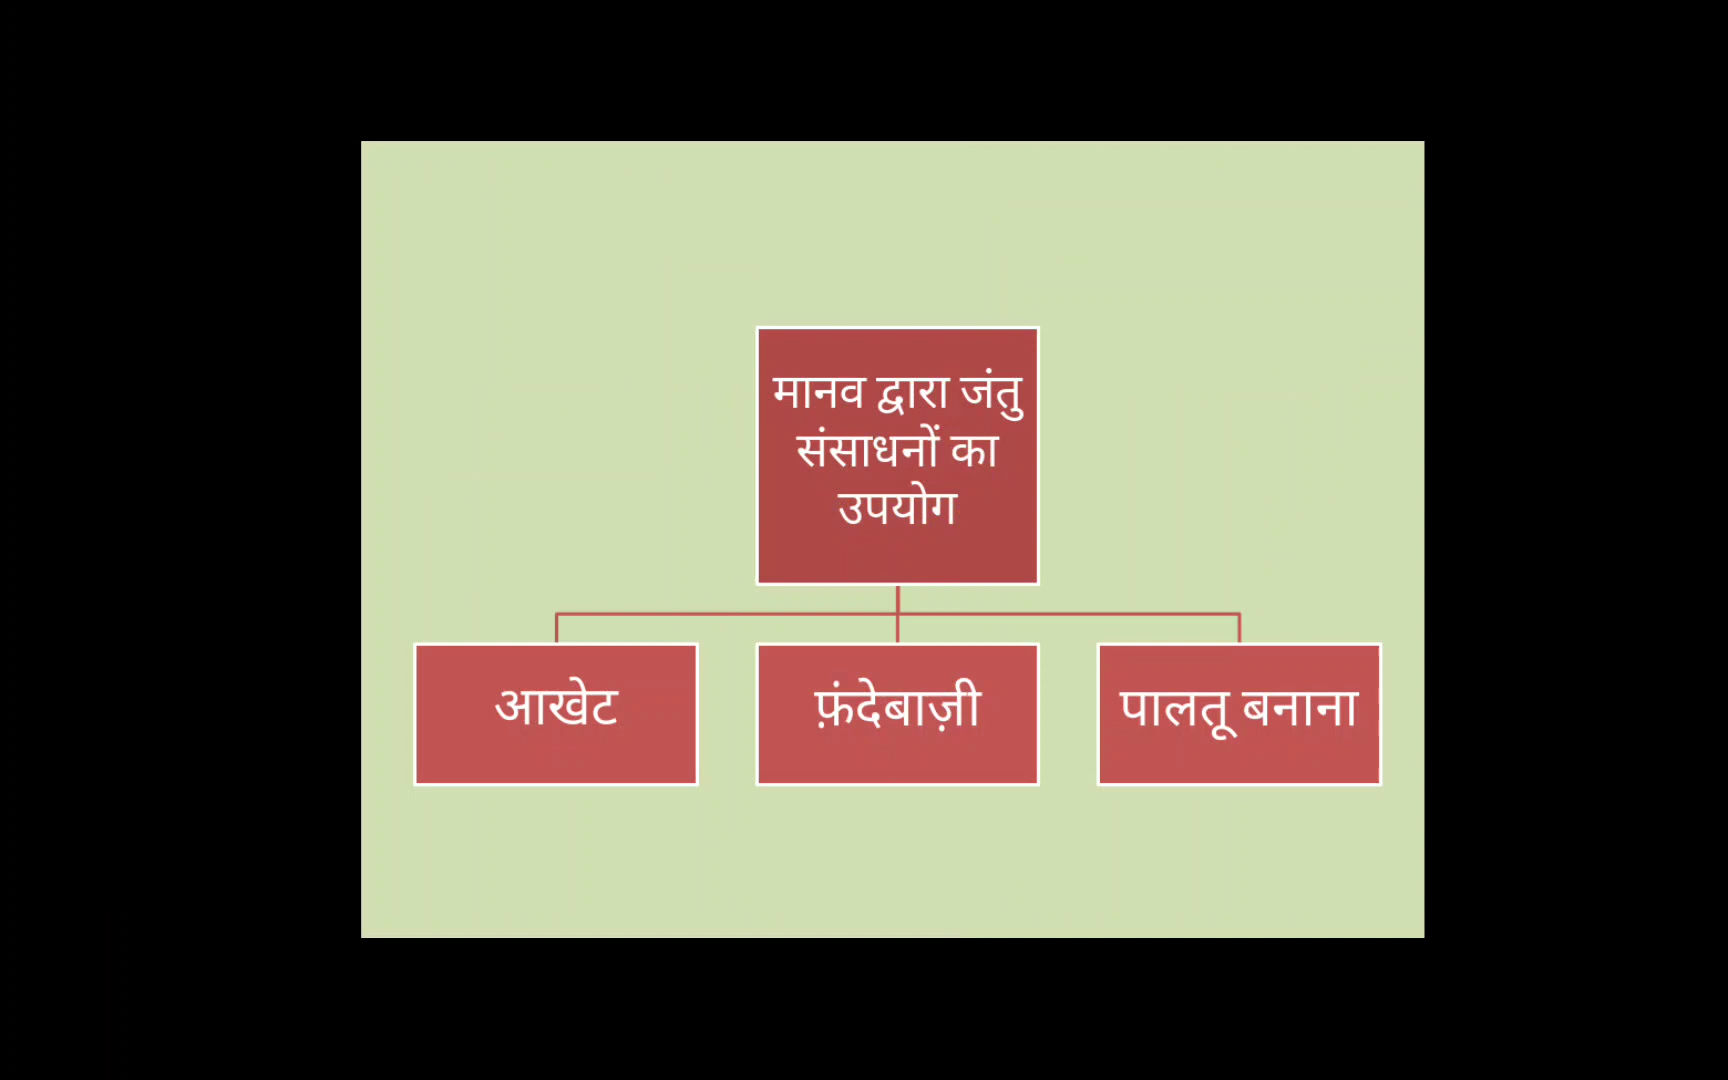 मानव द्वारा जंतु
संसाधनों का
उपयोग
आखेट
फ़ंदेबाज़ी
पालतू बनाना